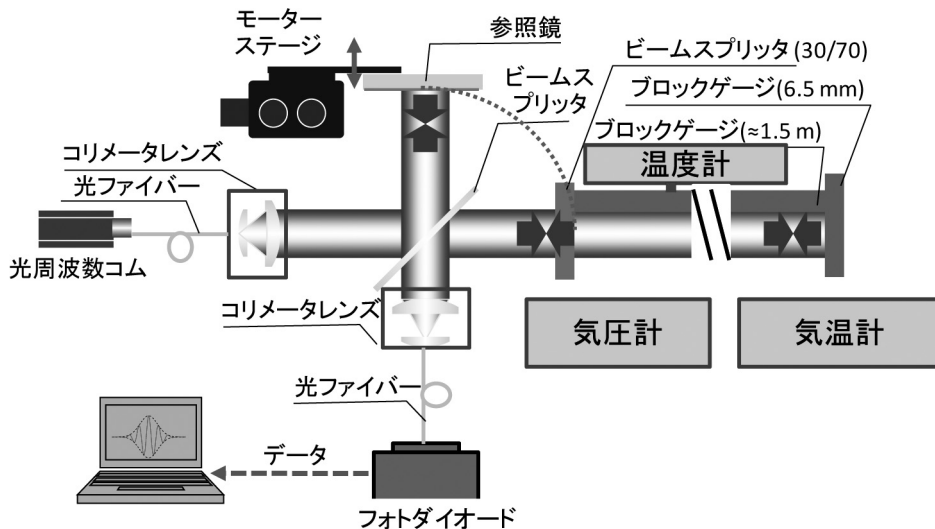 モーター
ステージ
参照鏡
ビームス
プリッタ
ビームスプリッタ(30/70)
ブロックゲージ(6.5 mm)
ブロックゲージ(≈1.5 m)
温度計
コリメータレンズ
光ファイバー
光周波数コム
コリメータレンズ
気圧計
気温計
光ファイバー
データ
フォトダイオード